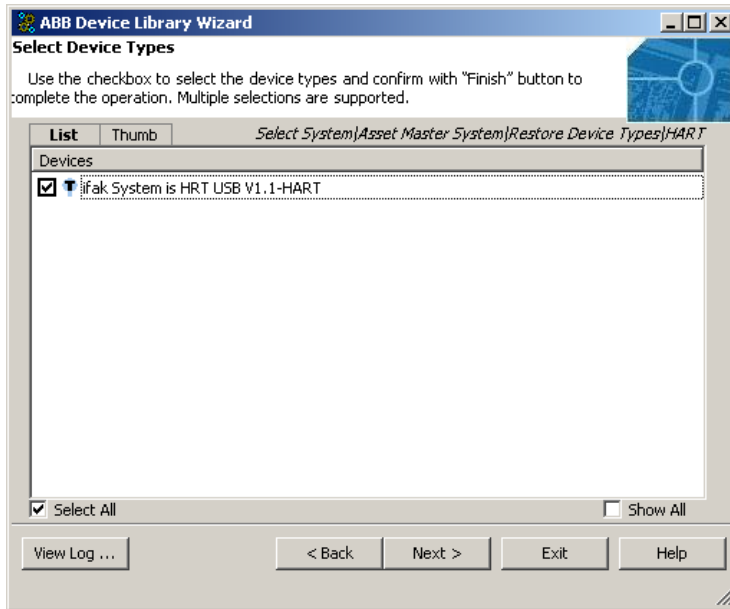 ABB Device Library Wizard
Select Device Types
Use the checkbox to select the device types and confirm with "Finish" button to
complete the operation. Multiple selections are supported.
List Thumb Select System|Asset Master System|Restore Device Types|HART
Devices
ifak System is HRT USB V1.1-HART
Select All Show All
View Log ... < Back Next > Exit Help